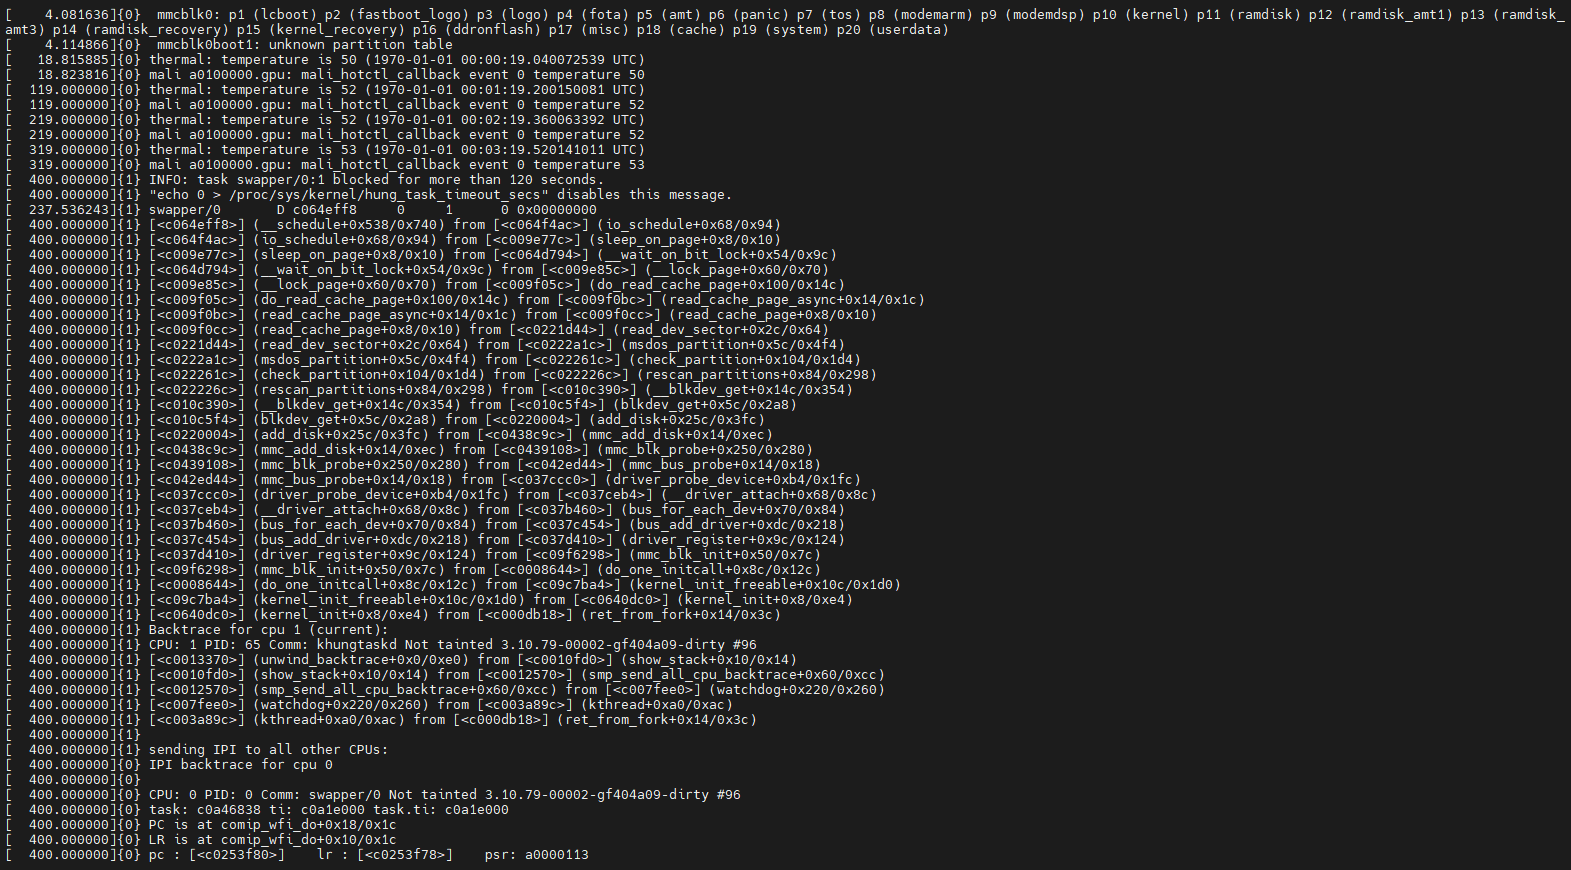 [    4.081636]{0}  mmcblk0: p1 (lcboot) p2 (fastboot_logo) p3 (logo) p4 (fota) p5 (amt) p6 (panic) p7 (tos) p8 (modemarm) p9 (modemdsp) p10 (kernel) p11 (ramdisk) p12 (ramdisk_amt1) p13 (ramdisk_
amt3) p14 (ramdisk_recovery) p15 (kernel_recovery) p16 (ddronflash) p17 (misc) p18 (cache) p19 (system) p20 (userdata)
[    4.114866]{0}  mmcblk0boot1: unknown partition table
[   18.815885]{0} thermal: temperature is 50 (1970-01-01 00:00:19.040072539 UTC)
[   18.823816]{0} mali a0100000.gpu: mali_hotctl_callback event 0 temperature 50
[  119.000000]{0} thermal: temperature is 52 (1970-01-01 00:01:19.200150081 UTC)
[  119.000000]{0} mali a0100000.gpu: mali_hotctl_callback event 0 temperature 52
[  219.000000]{0} thermal: temperature is 52 (1970-01-01 00:02:19.360063392 UTC)
[  219.000000]{0} mali a0100000.gpu: mali_hotctl_callback event 0 temperature 52
[  319.000000]{0} thermal: temperature is 53 (1970-01-01 00:03:19.520141011 UTC)
[  319.000000]{0} mali a0100000.gpu: mali_hotctl_callback event 0 temperature 53
[  400.000000]{1} INFO: task swapper/0:1 blocked for more than 120 seconds.
[  400.000000]{1} "echo 0 > /proc/sys/kernel/hung_task_timeout_secs" disables this message.
[  237.536243]{1} swapper/0       D c064eff8     0     1      0 0x00000000
[  400.000000]{1} [<c064eff8>] (__schedule+0x538/0x740) from [<c064f4ac>] (io_schedule+0x68/0x94)
[  400.000000]{1} [<c064f4ac>] (io_schedule+0x68/0x94) from [<c009e77c>] (sleep_on_page+0x8/0x10)
[  400.000000]{1} [<c009e77c>] (sleep_on_page+0x8/0x10) from [<c064d794>] (__wait_on_bit_lock+0x54/0x9c)
[  400.000000]{1} [<c064d794>] (__wait_on_bit_lock+0x54/0x9c) from [<c009e85c>] (__lock_page+0x60/0x70)
[  400.000000]{1} [<c009e85c>] (__lock_page+0x60/0x70) from [<c009f05c>] (do_read_cache_page+0x100/0x14c)
[  400.000000]{1} [<c009f05c>] (do_read_cache_page+0x100/0x14c) from [<c009f0bc>] (read_cache_page_async+0x14/0x1c)
[  400.000000]{1} [<c009f0bc>] (read_cache_page_async+0x14/0x1c) from [<c009f0cc>] (read_cache_page+0x8/0x10)
[  400.000000]{1} [<c009f0cc>] (read_cache_page+0x8/0x10) from [<c0221d44>] (read_dev_sector+0x2c/0x64)
[  400.000000]{1} [<c0221d44>] (read_dev_sector+0x2c/0x64) from [<c0222a1c>] (msdos_partition+0x5c/0x4f4)
[  400.000000]{1} [<c0222a1c>] (msdos_partition+0x5c/0x4f4) from [<c022261c>] (check_partition+0x104/0x1d4)
[  400.000000]{1} [<c022261c>] (check_partition+0x104/0x1d4) from [<c022226c>] (rescan_partitions+0x84/0x298)
[  400.000000]{1} [<c022226c>] (rescan_partitions+0x84/0x298) from [<c010c390>] (__blkdev_get+0x14c/0x354)
[  400.000000]{1} [<c010c390>] (__blkdev_get+0x14c/0x354) from [<c010c5f4>] (blkdev_get+0x5c/0x2a8)
[  400.000000]{1} [<c010c5f4>] (blkdev_get+0x5c/0x2a8) from [<c0220004>] (add_disk+0x25c/0x3fc)
[  400.000000]{1} [<c0220004>] (add_disk+0x25c/0x3fc) from [<c0438c9c>] (mmc_add_disk+0x14/0xec)
[  400.000000]{1} [<c0438c9c>] (mmc_add_disk+0x14/0xec) from [<c0439108>] (mmc_blk_probe+0x250/0x280)
[  400.000000]{1} [<c0439108>] (mmc_blk_probe+0x250/0x280) from [<c042ed44>] (mmc_bus_probe+0x14/0x18)
[  400.000000]{1} [<c042ed44>] (mmc_bus_probe+0x14/0x18) from [<c037ccc0>] (driver_probe_device+0xb4/0x1fc)
[  400.000000]{1} [<c037ccc0>] (driver_probe_device+0xb4/0x1fc) from [<c037ceb4>] (__driver_attach+0x68/0x8c)
[  400.000000]{1} [<c037ceb4>] (__driver_attach+0x68/0x8c) from [<c037b460>] (bus_for_each_dev+0x70/0x84)
[  400.000000]{1} [<c037b460>] (bus_for_each_dev+0x70/0x84) from [<c037c454>] (bus_add_driver+0xdc/0x218)
[  400.000000]{1} [<c037c454>] (bus_add_driver+0xdc/0x218) from [<c037d410>] (driver_register+0x9c/0x124)
[  400.000000]{1} [<c037d410>] (driver_register+0x9c/0x124) from [<c09f6298>] (mmc_blk_init+0x50/0x7c)
[  400.000000]{1} [<c09f6298>] (mmc_blk_init+0x50/0x7c) from [<c0008644>] (do_one_initcall+0x8c/0x12c)
[  400.000000]{1} [<c0008644>] (do_one_initcall+0x8c/0x12c) from [<c09c7ba4>] (kernel_init_freeable+0x10c/0x1d0)
[  400.000000]{1} [<c09c7ba4>] (kernel_init_freeable+0x10c/0x1d0) from [<c0640dc0>] (kernel_init+0x8/0xe4)
[  400.000000]{1} [<c0640dc0>] (kernel_init+0x8/0xe4) from [<c000db18>] (ret_from_fork+0x14/0x3c)
[  400.000000]{1} Backtrace for cpu 1 (current):
[  400.000000]{1} CPU: 1 PID: 65 Comm: khungtaskd Not tainted 3.10.79-00002-gf404a09-dirty #96
[  400.000000]{1} [<c0013370>] (unwind_backtrace+0x0/0xe0) from [<c0010fd0>] (show_stack+0x10/0x14)
[  400.000000]{1} [<c0010fd0>] (show_stack+0x10/0x14) from [<c0012570>] (smp_send_all_cpu_backtrace+0x60/0xcc)
[  400.000000]{1} [<c0012570>] (smp_send_all_cpu_backtrace+0x60/0xcc) from [<c007fee0>] (watchdog+0x220/0x260)
[  400.000000]{1} [<c007fee0>] (watchdog+0x220/0x260) from [<c003a89c>] (kthread+0xa0/0xac)
[  400.000000]{1} [<c003a89c>] (kthread+0xa0/0xac) from [<c000db18>] (ret_from_fork+0x14/0x3c)
[  400.000000]{1}
[  400.000000]{1} sending IPI to all other CPUs:
[  400.000000]{0} IPI backtrace for cpu 0
[  400.000000]{0}
[  400.000000]{0} CPU: 0 PID: 0 Comm: swapper/0 Not tainted 3.10.79-00002-gf404a09-dirty #96
[  400.000000]{0} task: c0a46838 ti: c0a1e000 task.ti: c0a1e000
[  400.000000]{0} PC is at comip_wfi_do+0x18/0x1c
[  400.000000]{0} LR is at comip_wfi_do+0x10/0x1c
[  400.000000]{0} pc : [<c0253f80>]    lr : [<c0253f78>]    psr: a0000113